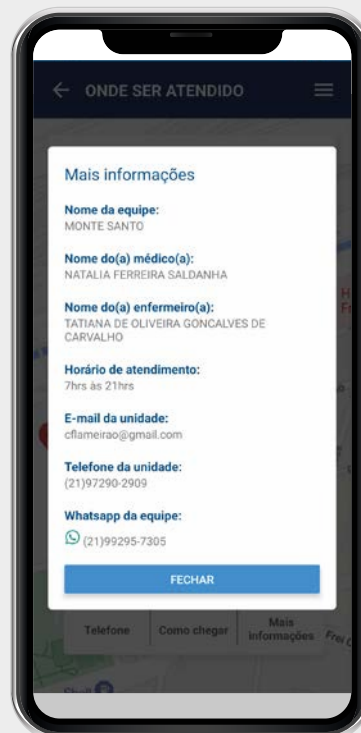 ONDE SER ATENDIDO
Mais informações
Nome da equipe:
MONTE SANTO
Nome do(a) médico(a):
NATALIA FERREIRA SALDANHA
Nome do(a) enfermeiro(a):
TATIANA DE OLIVEIRA GONCALVES DE
CARVALHO
Horário de atendimento:
7hrs às 21hrs
E-mail da unidade:
cflameirao@gmail.com
Telefone da unidade:
(21)97290-2909
Whatsapp da equipe:
(21)99295-7305
FECHAR
Telefone
Como chegar
Mais
informações
Frei